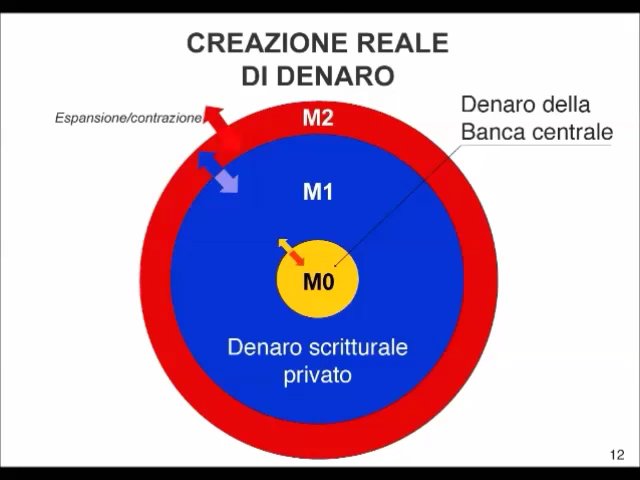 CREAZIONE REALE
DI DENARO
Espansione/contrazione
M2
Denaro della
Banca centrale
M1
M0
Denaro scritturale
privato
12